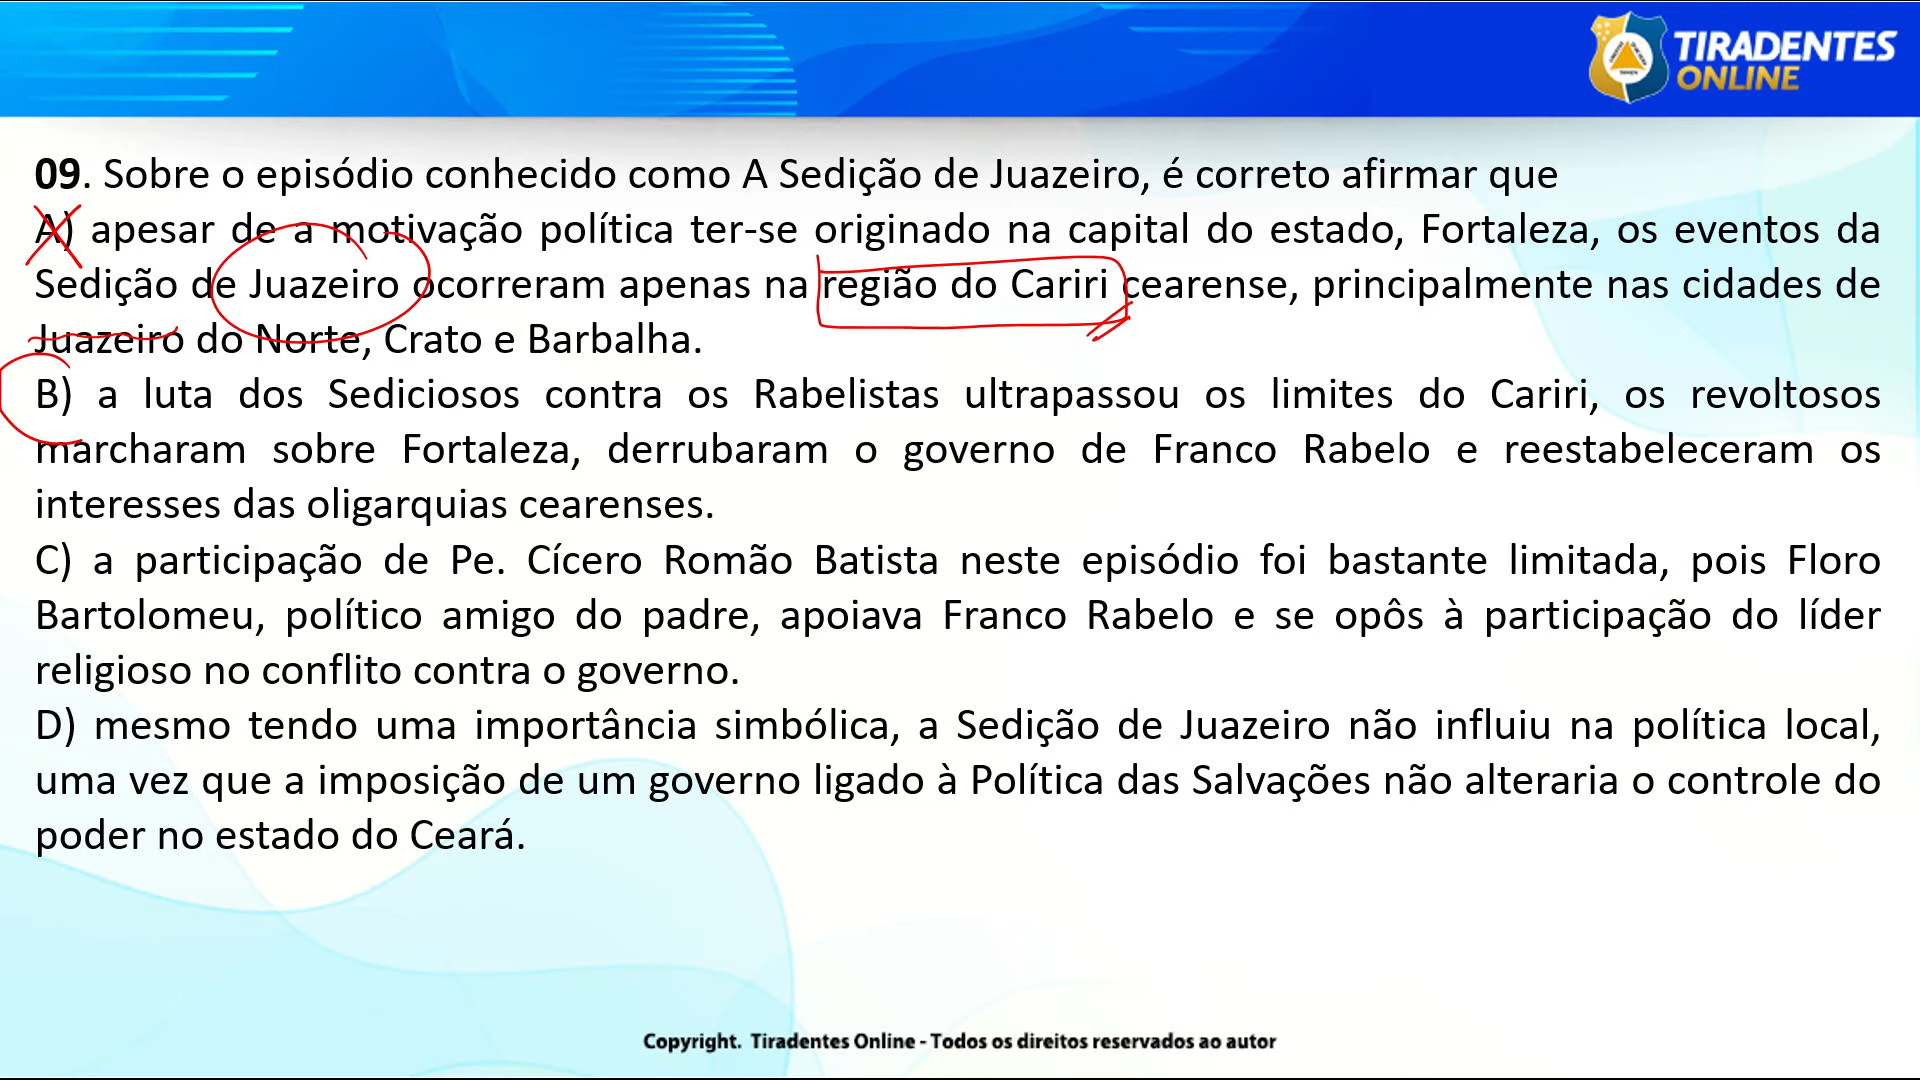 TIRADENTES
ONLINE
09. Sobre o episódio conhecido como A Sedição de Juazeiro, é correto afirmar que
A) apesar de a motivação política ter-se originado na capital do estado, Fortaleza, os eventos da
Sedição de Juazeiro ocorreram apenas na região do Cariri cearense, principalmente nas cidades de
Juazeiro do Norte, Crato e Barbalha.
B) a luta dos Sediciosos contra os Rabelistas ultrapassou os limites do Cariri, os revoltosos
marcharam sobre Fortaleza, derrubaram o governo de Franco Rabelo e reestabeleceram os
interesses das oligarquias cearenses.
C) a participação de Pe. Cícero Romão Batista neste episódio foi bastante limitada, pois Floro
Bartolomeu, político amigo do padre, apoiava Franco Rabelo e se opôs à participação do líder
religioso no conflito contra o governo.
D) mesmo tendo uma importância simbólica, a Sedição de Juazeiro não influiu na política local,
uma vez que a imposição de um governo ligado à Política das Salvações não alteraria o controle do
poder no estado do Ceará.
Copyright. Tiradentes Online - Todos os direitos reservados ao autor